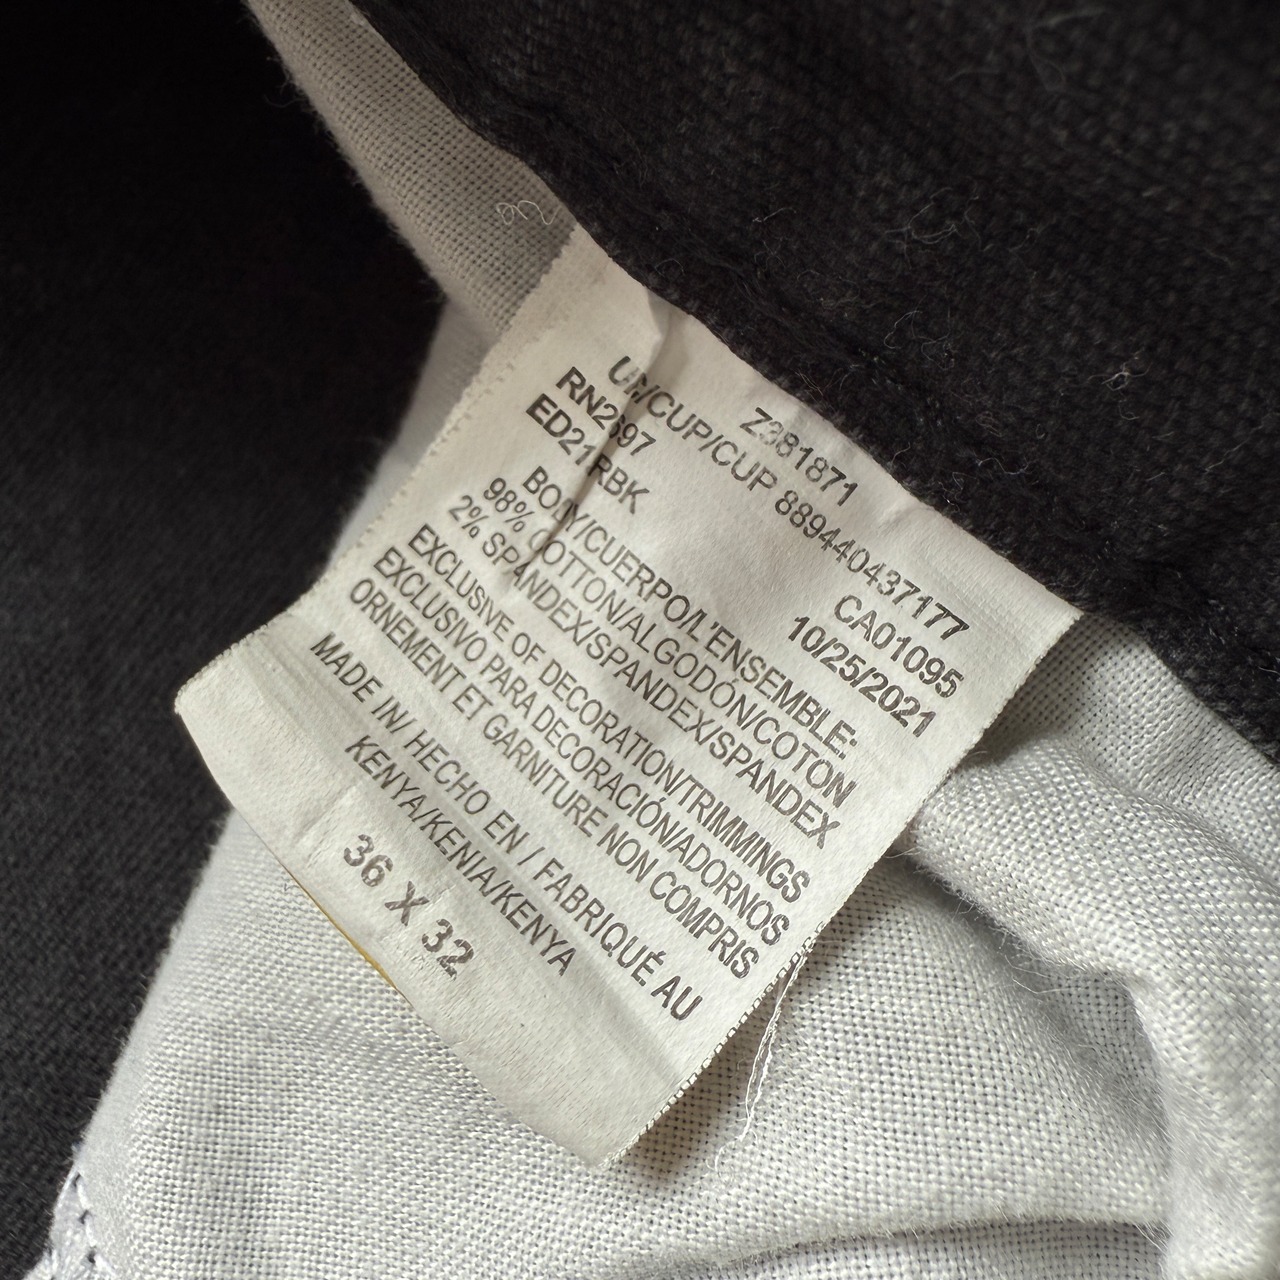 Z381871
UPC/CUP/CUP 889440437177
RN2697 CA01095
ED21RBK 10/25/2021
BODY/CUERPO/L'ENSEMBLE:
98% COTTON/ALGODÓN/COTON
2% SPANDEX/SPANDEX/SPANDEX
EXCLUSIVE OF DECORATION/TRIMMINGS
EXCLUSIVO PARA DECORACIÓN/ADORNOS
ORNEMENT ET GARNITURE NON COMPRIS
MADE IN/ HECHO EN / FABRIQUÉ AU
KENYA/KENIA/KENYA
36 X 32